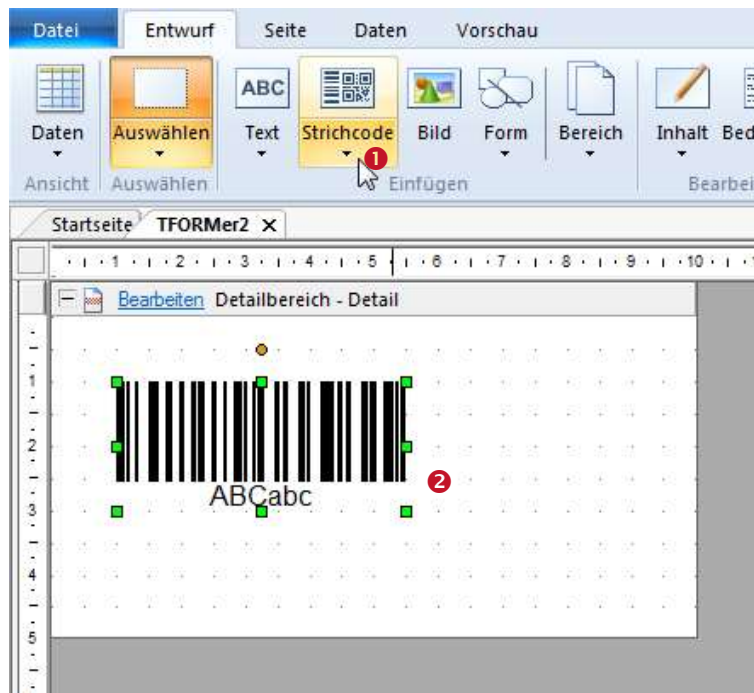 Datei Entwurf Seite Daten Vorschau
ABC
Daten Auswählen Text Strichcode Bild Form Bereich Inhalt
1
Ansicht Auswählen Einfügen
Startseite TFORMer2 X
1 2 3 4 5 6 7 8 9 10
Bearbeiten Detailbereich - Detail
1
2
2
ABCabc
3
4
5